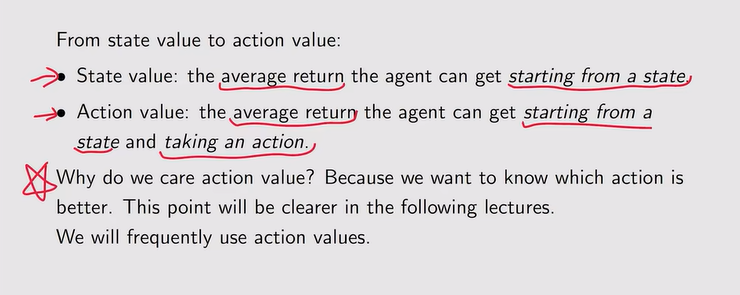 From state value to action value:
• State value: the average return the agent can get starting from a state.
• Action value: the average return the agent can get starting from a
state and taking an action.
Why do we care action value? Because we want to know which action is
better. This point will be clearer in the following lectures.
We will frequently use action values.